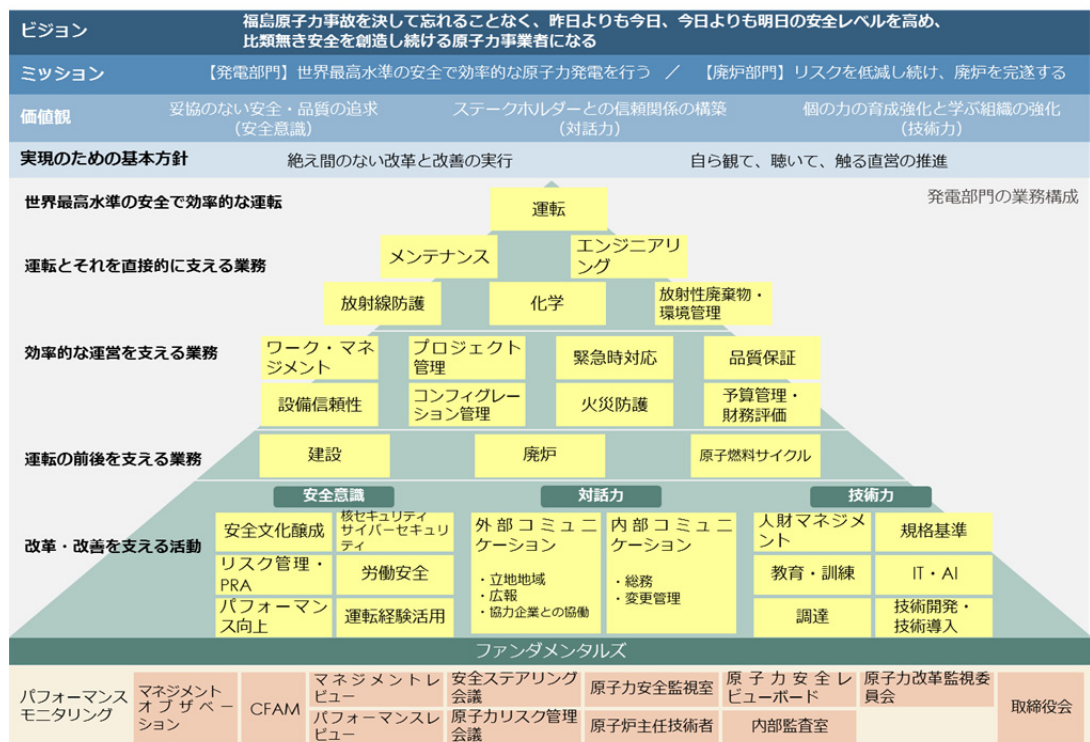 ビジョン
福島原子力事故を決して忘れることなく、昨日よりも今日、今日よりも明日の安全レベルを高め、
比類無き安全を創造し続ける原子力事業者になる
ミッション
【発電部門】世界最高水準の安全で効率的な原子力発電を行う ／ 【廃炉部門】リスクを低減し続け、廃炉を完遂する
価値観
妥協のない安全・品質の追求
(安全意識)
ステークホルダーとの信頼関係の構築
(対話力)
個の力の育成強化と学ぶ組織の強化
(技術力)
実現のための基本方針
絶え間のない改革と改善の実行
自ら観て、聴いて、触る直営の推進
発電部門の業務構成
世界最高水準の安全で効率的な運転
運転
運転とそれを直接的に支える業務
メンテナンス
エンジニアリ
ング
放射線防護
化学
放射性廃棄物・
環境管理
効率的な運営を支える業務
ワーク・マネ
ジメント
プロジェクト
管理
緊急時対応
品質保証
設備信頼性
コンフィグレー
ション管理
火災防護
予算管理・
財務評価
運転の前後を支える業務
建設
廃炉
原子燃料サイクル
改革・改善を支える活動
安全意識
対話力
技術力
安全文化醸成
核セキュリティ
サイバーセキュリ
ティ
リスク管理・
PRA
労働安全
パフォーマン
ス向上
運転経験活用
外部コミュニ
ケーション
・立地地域
・広報
・協力企業との協働
内部コミュニ
ケーション
・総務
・変更管理
人財マネジメ
ント
規格基準
教育・訓練
IT・AI
調達
技術開発・
技術導入
ファンダメンタルズ
パフォーマンス
モニタリング
マネジメント
オブザベー
ション
CFAM
マネジメントレ
ビュー
パフォーマンスレ
ビュー
安全ステアリング
会議
原子力リスク管理
会議
原子力安全監視室
原子炉主任技術者
原子力安全レ
ビューボード
内部監査室
原子力改革監視委
員会
取締役会